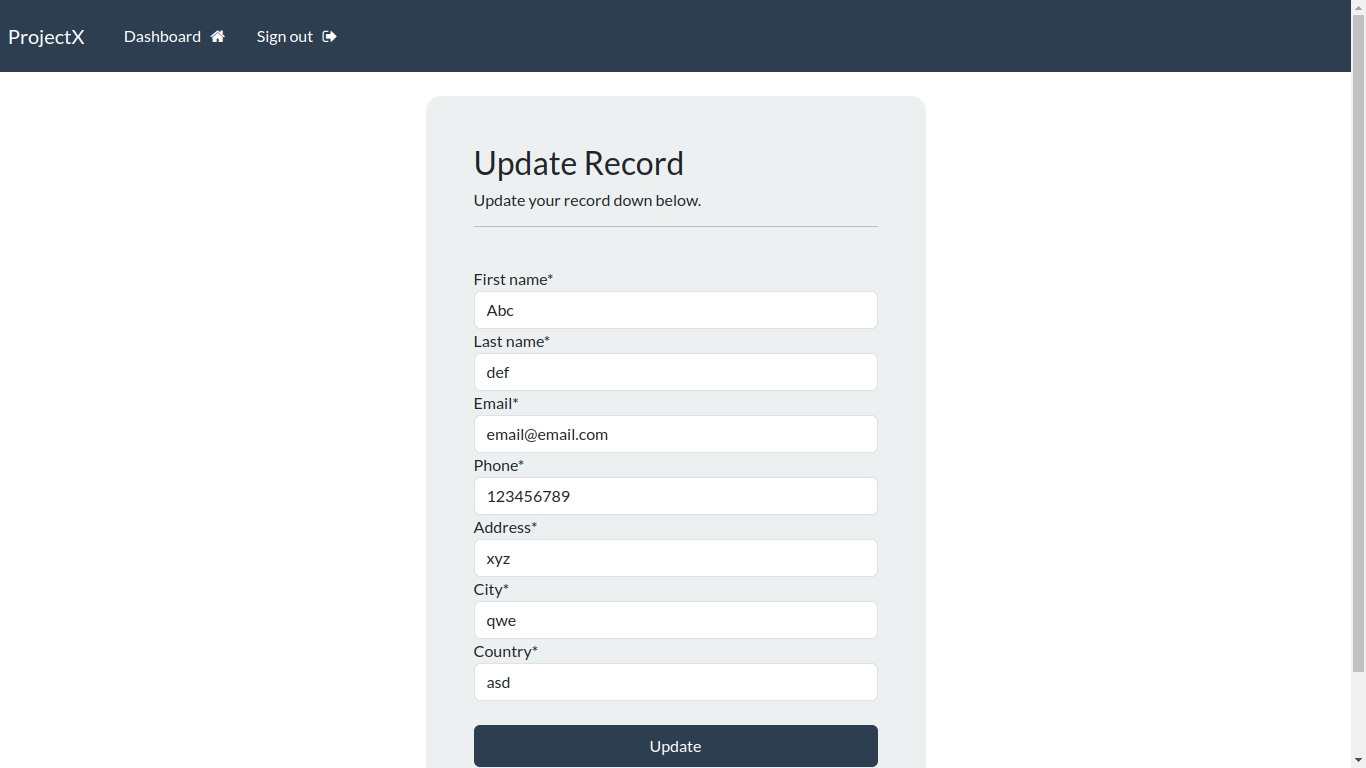 ProjectX Dashboard Sign out
Update Record
Update your record down below.
First name*
Abc
Last name*
def
Email*
email@email.com
Phone*
123456789
Address*
xyz
City*
qwe
Country*
asd
Update